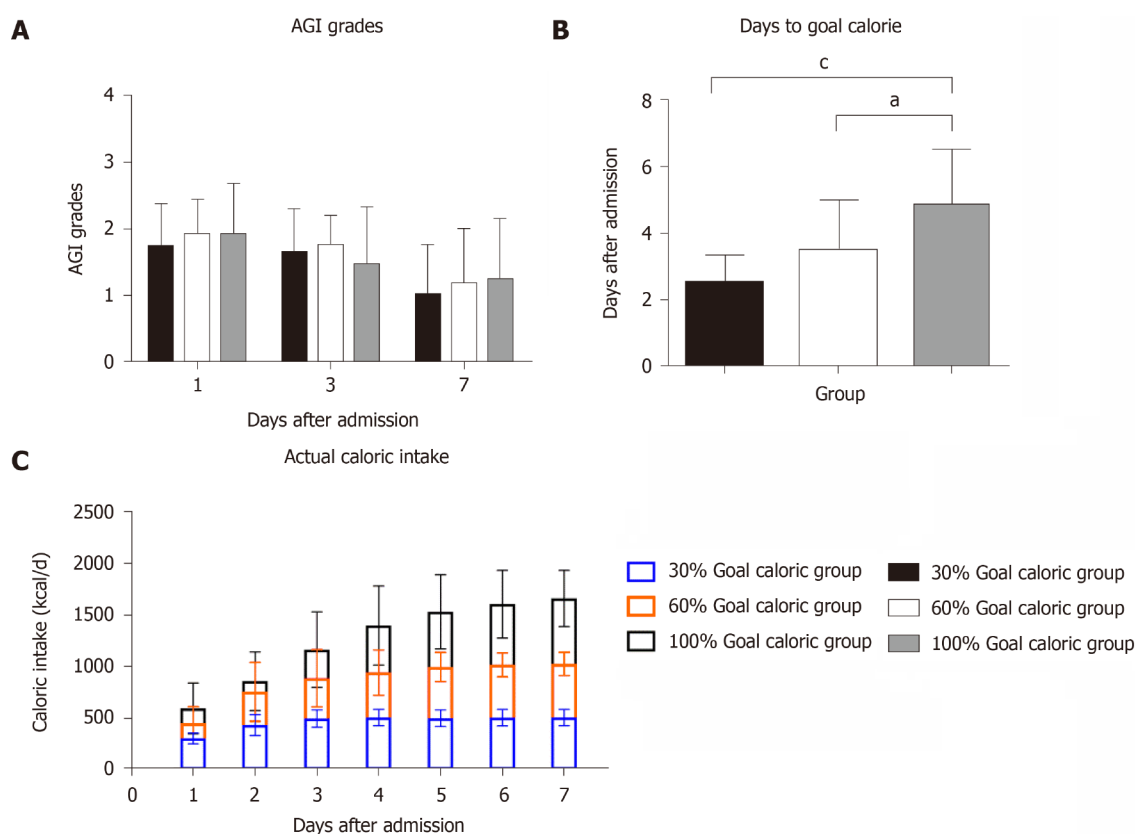 A
AGI grades
4
3
2
1
0
AGI grades
1 3 7
Days after admission
B
Days to goal calorie
c
a
8
6
4
2
0
Days after admission
Group
C
Actual caloric intake
2500
2000
1500
1000
500
0
Caloric intake (kcal/d)
0 1 2 3 4 5 6 7
Days after admission
30% Goal caloric group
60% Goal caloric group
100% Goal caloric group
30% Goal caloric group
60% Goal caloric group
100% Goal caloric group